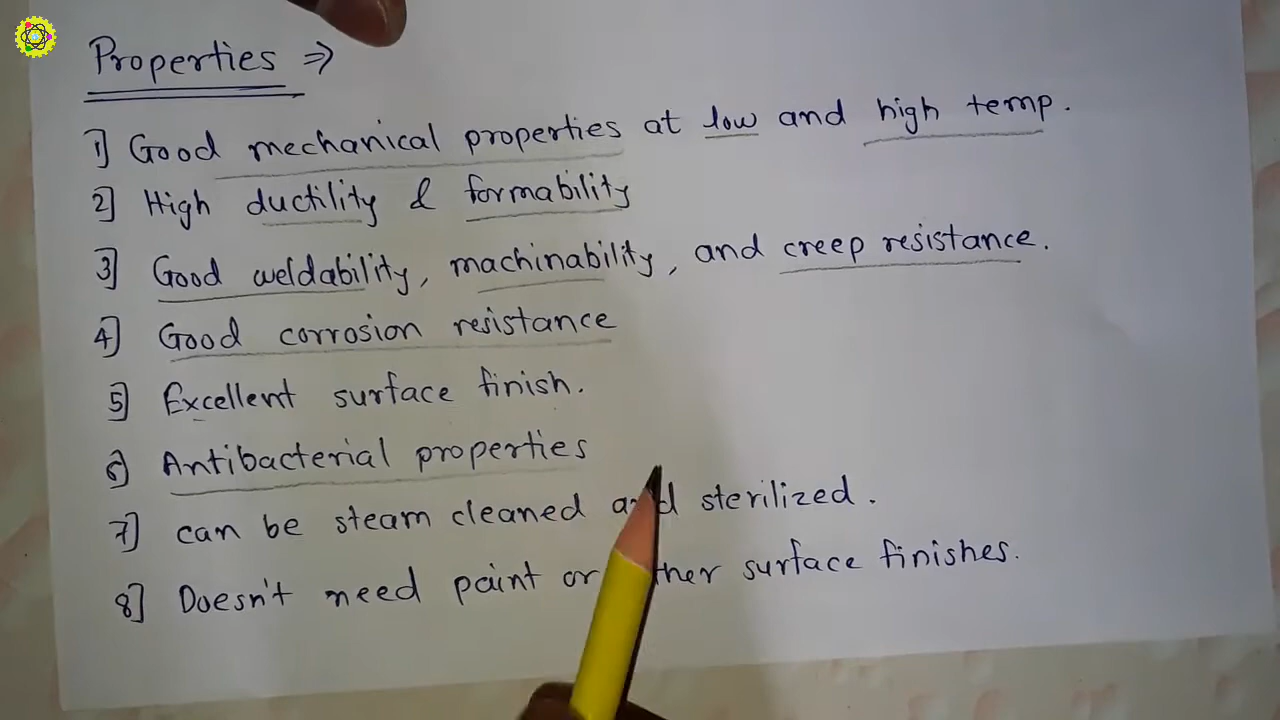 Properties ⇒
1] Good mechanical properties at low and high temp.
2] High ductility & formability
3] Good weldability, machinability, and creep resistance.
4] Good corrosion resistance
5] Excellent surface finish.
6] Antibacterial properties
7] can be steam cleaned and sterilized.
8] Doesn't need paint or other surface finishes.